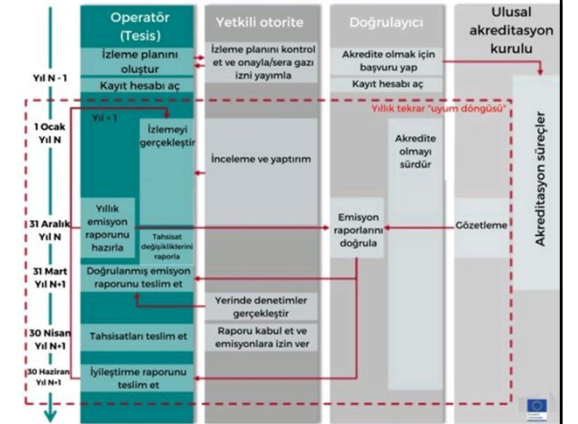 Operatör
(Tesis)
Yetkili otorite
Doğrulayıcı
Ulusal
akreditasyon
kurulu
İzleme planını
oluştur
İzleme planını kontrol
et ve onayla/sera gazı
izni yayımla
Akredite olmak için
başvuru yap
Yıl N - 1
Kayıt hesabı aç
Kayıt hesabı aç
Yıllık tekrar "uyum döngüsü"
Yıl + 1
1 Ocak
Yıl N
İzlemeyi
gerçekleştir
İnceleme ve yaptırım
Akredite
olmayı
sürdür
Akreditasyon süreçler
31 Aralık
Yıl N
Yıllık
emisyon
raporunu
hazırla
Tahsisat
değişikliklerini
raporla
Emisyon
raporlarını
doğrula
Gözetleme
31 Mart
Yıl N+1
Doğrulanmış emisyon
raporunu teslim et
Yerinde denetimler
gerçekleştir
30 Nisan
Yıl N+1
Tahsisatları teslim et
Raporu kabul et ve
emisyonlara izin ver
30 Haziran
Yıl N+1
İyileştirme raporunu
teslim et